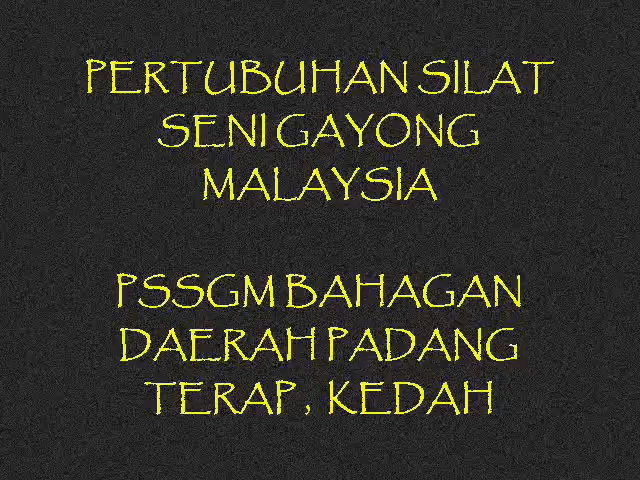 PERTUBUHAN SILAT
SENI GAYONG
MALAYSIA
PSSGM BAHAGAN
DAERAH PADANG
TERAP , KEDAH